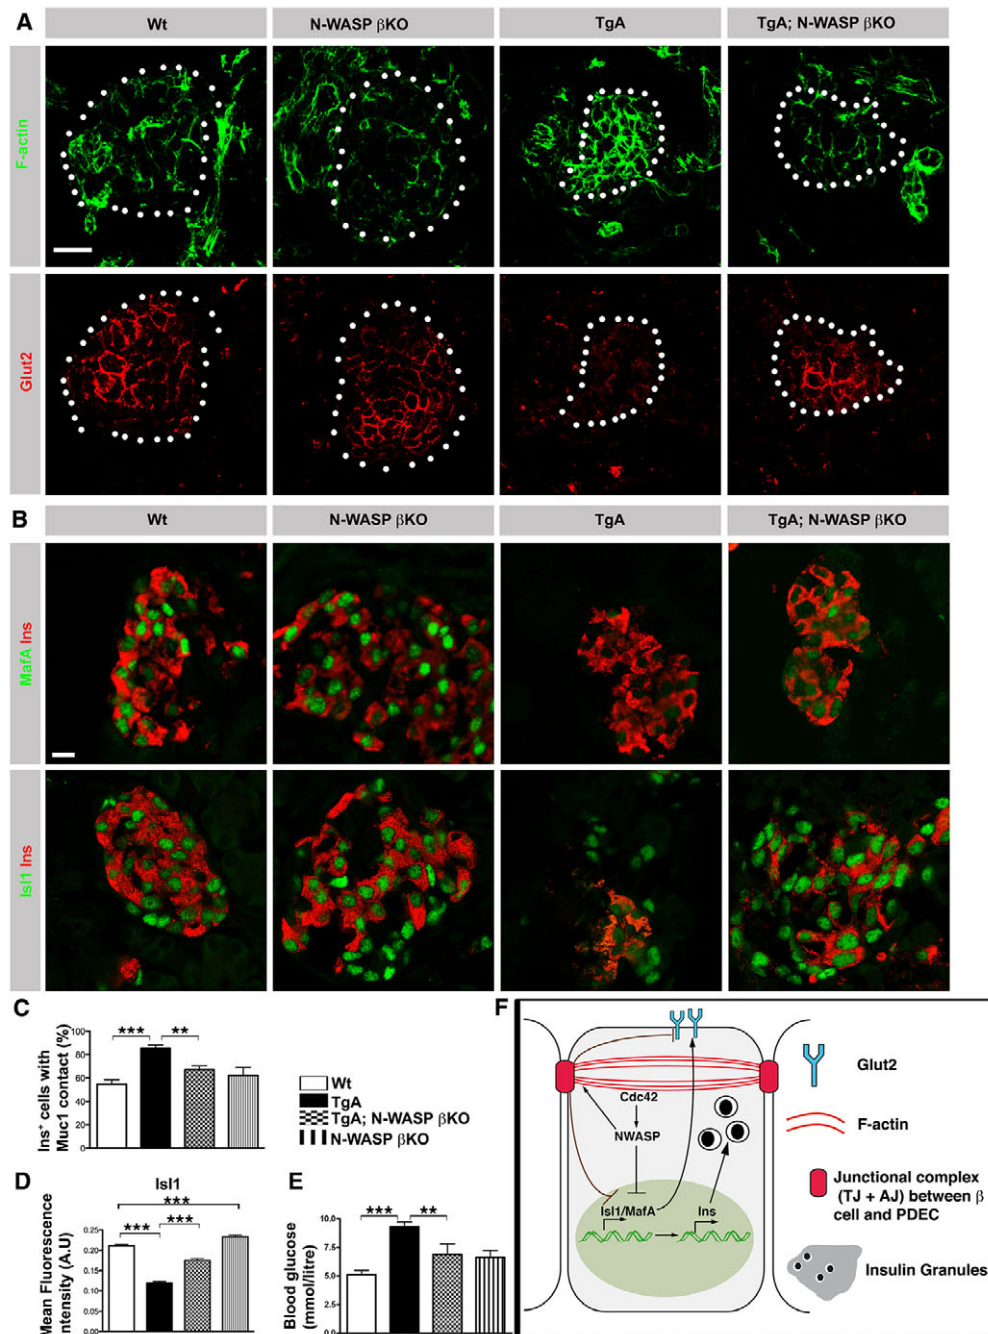 A
Wt
N-WASP βKO
TgA
TgA; N-WASP βKO
F-actin
Glut2
B
Wt
N-WASP βKO
TgA
TgA; N-WASP βKO
MafA Ins
Isl1 Ins
C
Ins⁺ cells with
Muc1 contact (%)
100
80
60
40
20
0
***
**
Wt
TgA
TgA; N-WASP βKO
N-WASP βKO
D
Isl1
Mean Fluorescence
Intensity (A.U)
0.25
0.20
0.15
0.10
0.05
0.00
***
***
***
E
Blood glucose
(mmol/litre)
10.0
7.5
5.0
2.5
0.0
***
**
F
Cdc42
NWASP
Isl1/MafA
Ins
Glut2
F-actin
Junctional complex
(TJ + AJ) between β
cell and PDEC
Insulin Granules